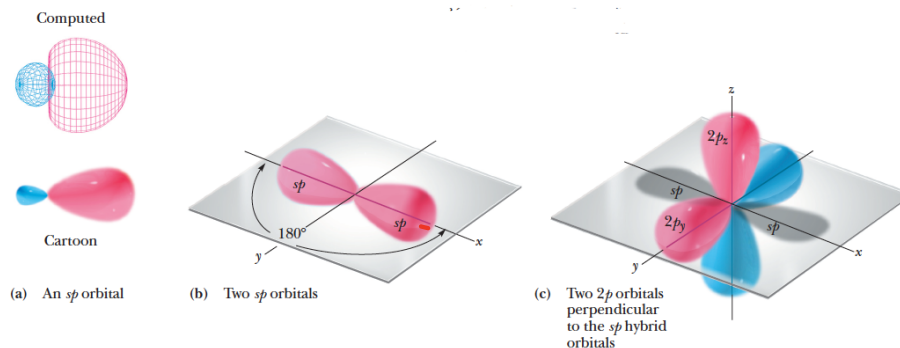 Computed
Cartoon
(a) An sp orbital
sp
sp
180°
x
y
(b) Two sp orbitals
z
2pz
sp
2py
sp
x
y
(c) Two 2p orbitals
perpendicular
to the sp hybrid
orbitals